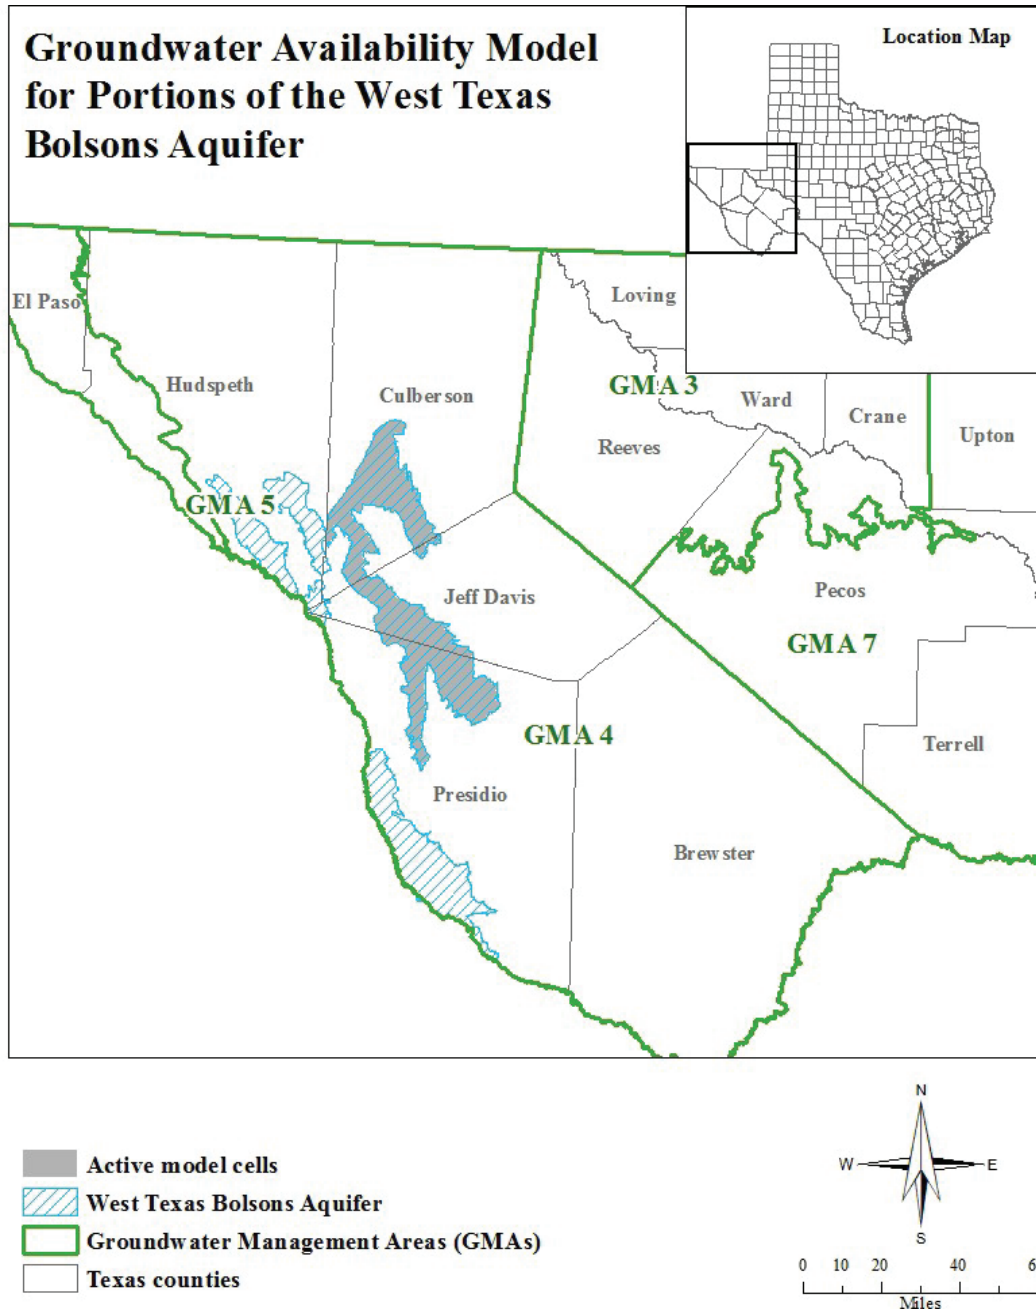 Groundwater Availability Model
for Portions of the West Texas
Bolsons Aquifer
Location Map
El Paso
Hudspeth
Culberson
Loving
GMA 3
Ward
Crane
Upton
Reeves
GMA 5
Jeff Davis
Pecos
GMA 7
GMA 4
Terrell
Presidio
Brewster
Active model cells
West Texas Bolsons Aquifer
Groundwater Management Areas (GMAs)
Texas counties
N
W E
S
0 10 20 40
Miles